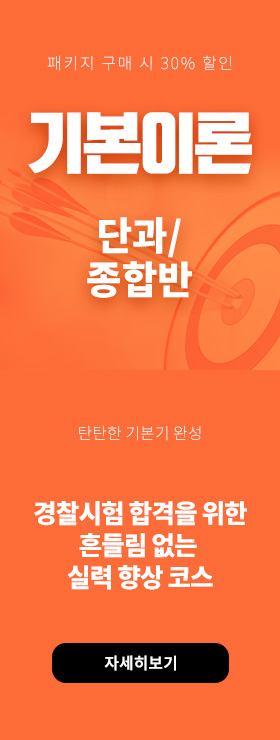 패키지 구매 시 30% 할인
기본이론
단과/
종합반
탄탄한 기본기 완성
경찰시험 합격을 위한
흔들림 없는
실력 향상 코스
자세히보기